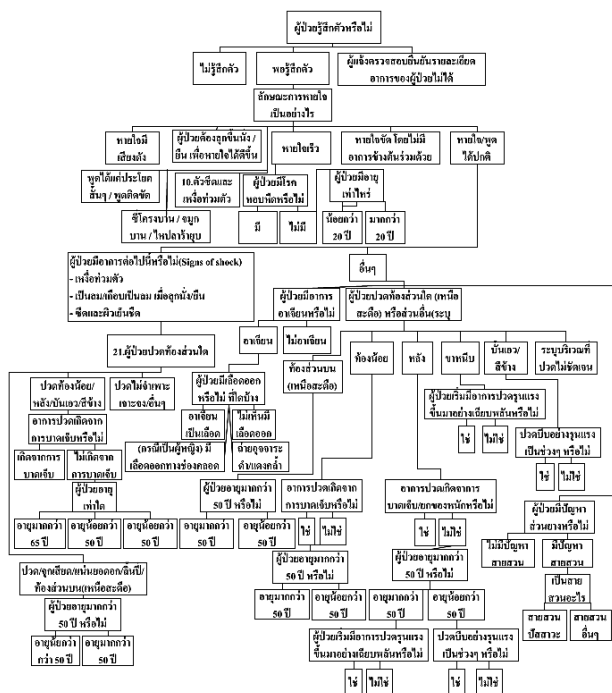 ผู้ป่วยรู้สึกตัวหรือไม่
ไม่รู้สึกตัว
พอรู้สึกตัว
ผู้แจ้งตรวจสอบยืนยันรายละเอียด
อาการของผู้ป่วยไม่ได้
ลักษณะการหายใจ
เป็นอย่างไร
หายใจมี
เสียงดัง
ผู้ป่วยต้องลุกขึ้นนั่ง /
ยืน เพื่อหายใจได้ดีขึ้น
หายใจเร็ว
หายใจขัด โดยไม่มี
อาการข้างต้นร่วมด้วย
หายใจ/พูด
ได้ปกติ
พูดได้แค่ประโยค
สั้นๆ / พูดติดขัด
10.ตัวซีดและ
เหงื่อท่วมตัว
ผู้ป่วยมีโรค
หอบหืดหรือไม่
ผู้ป่วยมีอายุ
เท่าไหร่
ซี่โครงบาน / จมูก
บาน / ไหปลาร้ายุบ
มี
ไม่มี
น้อยกว่า
20 ปี
มากกว่า
20 ปี
ผู้ป่วยมีอาการต่อไปนี้หรือไม่(Signs of shock)
- เหงื่อท่วมตัว
- เป็นลม/เกือบเป็นลม เมื่อลุกนั่ง/ยืน
- ซีดและผิวเย็นชืด
อื่นๆ
ผู้ป่วยมีอาการ
อาเจียนหรือไม่
ผู้ป่วยปวดท้องส่วนใด (เหนือ
สะดือ) หรือส่วนอื่น(ระบุ
21.ผู้ป่วยปวดท้องส่วนใด
อาเจียน
ไม่อาเจียน
ท้องส่วนบน
(เหนือสะดือ)
ท้องน้อย
หลัง
ขาหนีบ
บั้นเอว/
สีข้าง
ระบุบริเวณที่
ปวดไม่ชัดเจน
ปวดท้องน้อย/
หลัง/บั้นเอว/สีข้าง
ปวดไม่จำเพาะ
เจาะจง/อื่นๆ
ผู้ป่วยมีเลือดออก
หรือไม่ ที่ใดบ้าง
ผู้ป่วยเริ่มมีอาการปวดรุนแรง
ขึ้นมาอย่างเฉียบพลันหรือไม่
อาการปวดเกิดจาก
การบาดเจ็บหรือไม่
อาเจียน
เป็นเลือด
ไม่เห็นมี
เลือดออก
ใช่
ไม่ใช่
ปวดบีบอย่างรุนแรง
เป็นช่วงๆ หรือไม่
เกิดจากการ
บาดเจ็บ
ไม่เกิดจาก
การบาดเจ็บ
(กรณีเป็นผู้หญิง) มี
เลือดออกทางช่องคลอด
ถ่ายอุจจาระ
ดำ/แดงคล้ำ
ใช่
ไม่ใช่
ผู้ป่วยอายุ
เท่าใด
ผู้ป่วยอายุมากกว่า
50 ปี หรือไม่
อาการปวดเกิดจาก
การบาดเจ็บหรือไม่
อาการปวดเกิดจาการ
บาดเจ็บ/ยกของหนักหรือไม่
ผู้ป่วยมีปัญหา
ส่วนยางหรือไม่
อายุมากกว่า
65 ปี
อายุน้อยกว่า
50 ปี
อายุน้อยกว่า
50 ปี
อายุมากกว่า
50 ปี
อายุน้อยกว่า
50 ปี
ใช่
ไม่ใช่
ใช่
ไม่ใช่
ไม่มีปัญหา
สายสวน
มีปัญหา
สายสวน
ปวด/จุกเสียด/แน่นยอดอก/ลิ้นปี่/
ท้องส่วนบน(เหนือสะดือ)
ผู้ป่วยอายุมากกว่า
50 ปี หรือไม่
ผู้ป่วยอายุมากกว่า
50 ปี หรือไม่
เป็นสาย
สวนอะไร
ผู้ป่วยอายุมากกว่า
50 ปี หรือไม่
อายุมากกว่า
50 ปี
อายุน้อยกว่า
50 ปี
อายุมากกว่า
50 ปี
อายุน้อยกว่า
50 ปี
สายสวน
ปัสสาวะ
สายสวน
อื่นๆ
อายุน้อย
กว่า 50 ปี
อายุมากกว่า
50 ปี
ผู้ป่วยเริ่มมีอาการปวดรุนแรง
ขึ้นมาอย่างเฉียบพลันหรือไม่
ปวดบีบอย่างรุนแรง
เป็นช่วงๆ หรือไม่
ใช่
ไม่ใช่
ใช่
ไม่ใช่